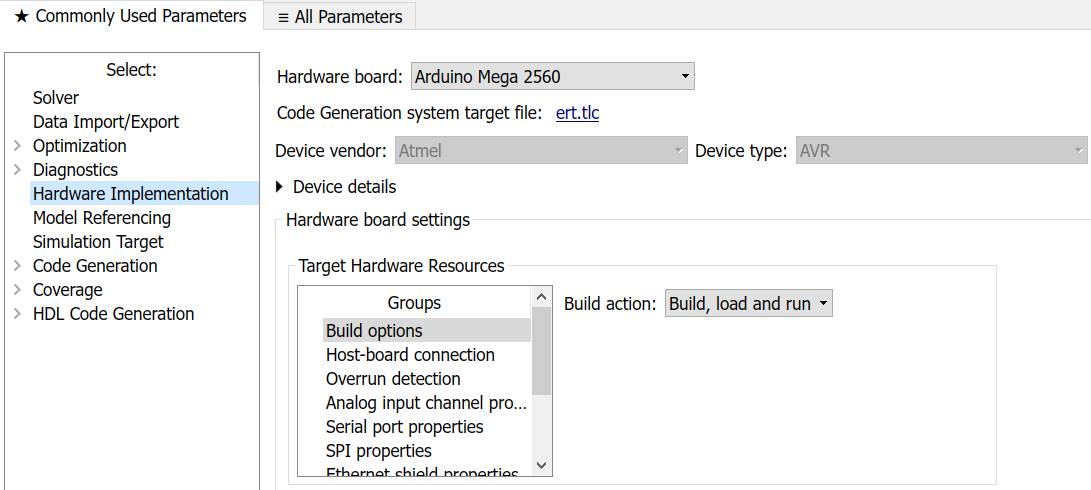 ★ Commonly Used Parameters
≡ All Parameters
Select:
Solver
Data Import/Export
Optimization
Diagnostics
Hardware Implementation
Model Referencing
Simulation Target
Code Generation
Coverage
HDL Code Generation
Hardware board: Arduino Mega 2560
Code Generation system target file: ert.tlc
Device vendor: Atmel Device type: AVR
Device details
Hardware board settings
Target Hardware Resources
Groups
Build options
Host-board connection
Overrun detection
Analog input channel pro...
Serial port properties
SPI properties
Ethernet shield properties
Build action: Build, load and run